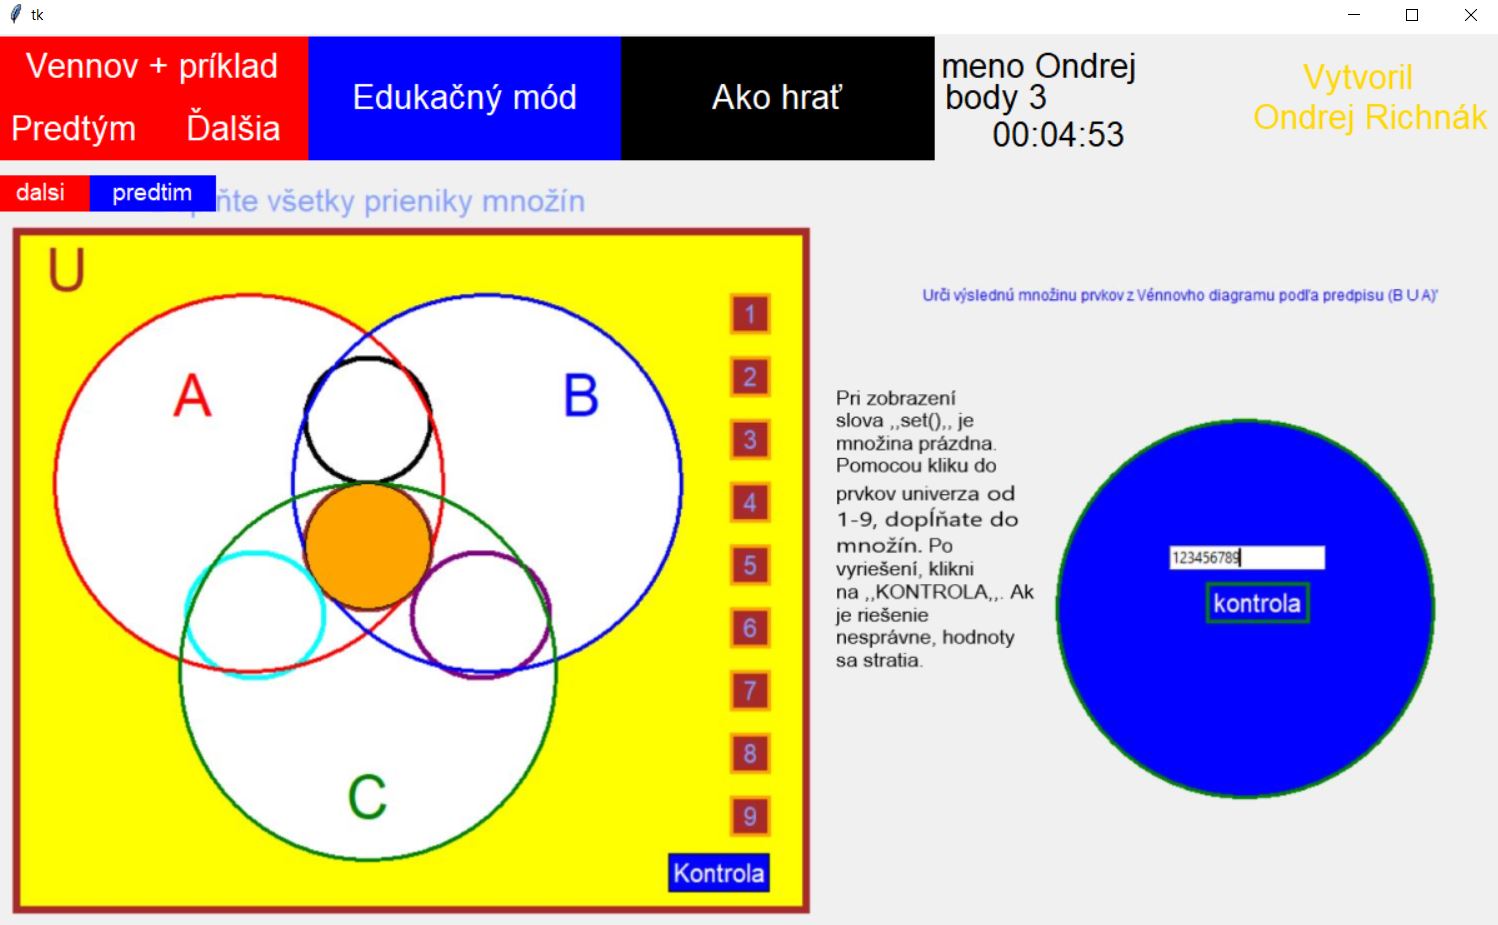 tk
Vennov + príklad
Predtým Ďalšia
Edukačný mód
Ako hrať
meno Ondrej
body 3
00:04:53
Vytvoril
Ondrej Richnák
dalsi predtim
všetky prieniky množín
U
A
B
C
1
2
3
4
5
6
7
8
9
Kontrola
Urči výslednú množinu prvkov z Vénnovho diagramu podľa predpisu (B U A)'
Pri zobrazení
slova ,,set(),, je
množina prázdna.
Pomocou kliku do
prvkov univerza od
1-9, dopĺňate do
množín. Po
vyriešení, klikni
na ,,KONTROLA,,. Ak
je riešenie
nesprávne, hodnoty
sa stratia.
123456789
kontrola